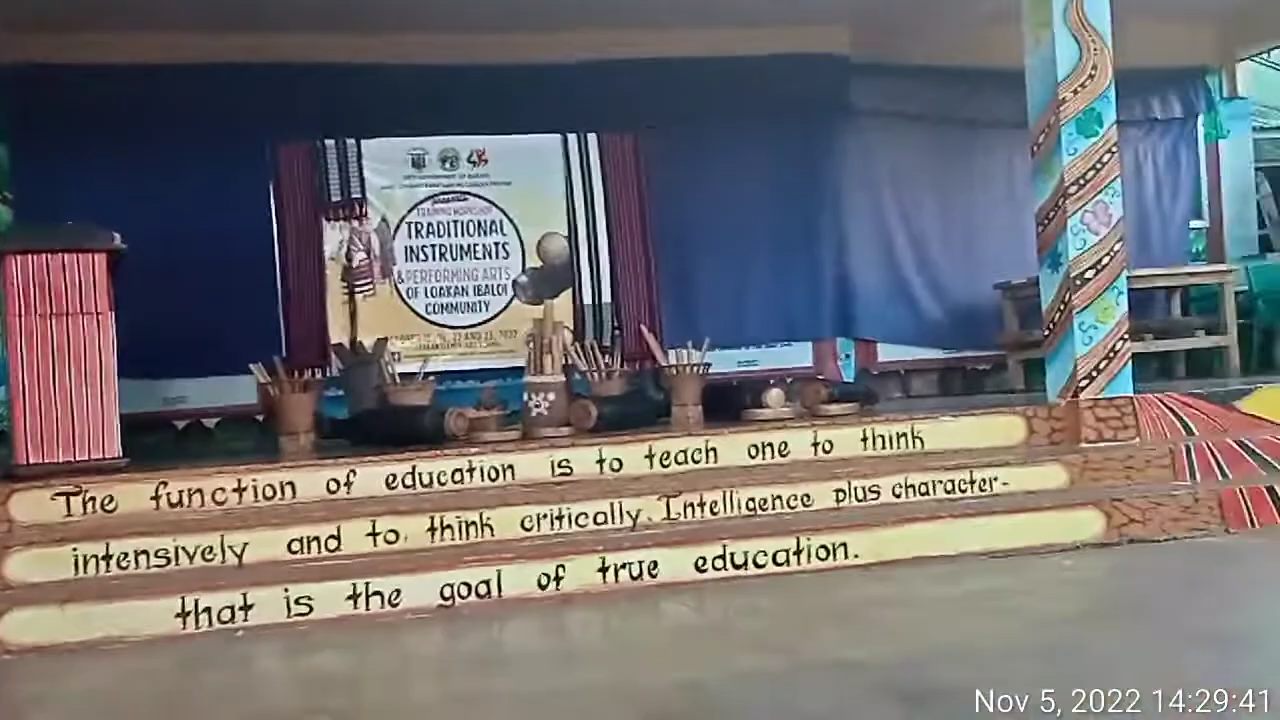 TRAINING WORKSHOP
TRADITIONAL
INSTRUMENTS
& PERFORMING ARTS
OF LOAKAN IBALOI
COMMUNITY
The function of education is to teach one to think
intensively and to think critically. Intelligence plus character-
that is the goal of true education.
Nov 5, 2022 14:29:41